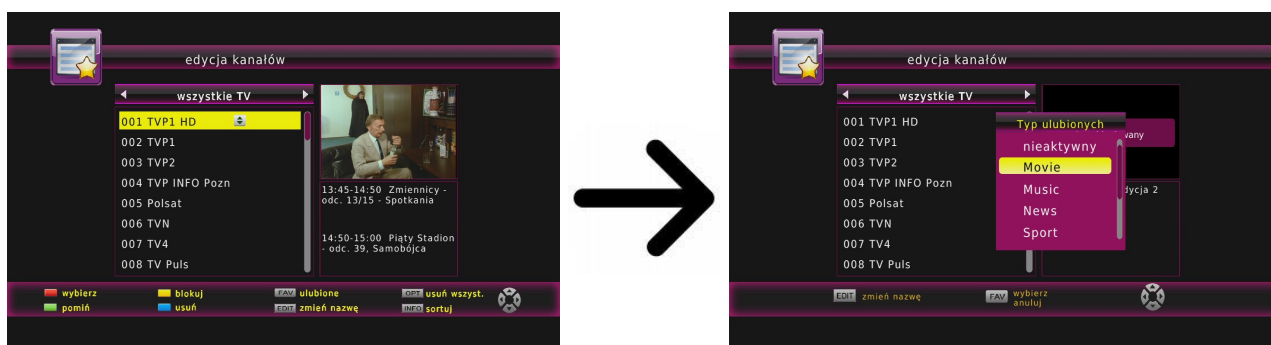 edycja kanałów
wszystkie TV
001 TVP1 HD
002 TVP1
003 TVP2
004 TVP INFO Pozn
005 Polsat
006 TVN
007 TV4
008 TV Puls
13:45-14:50 Zmiennicy -
odc. 13/15 - Spotkania
14:50-15:00 Piąty Stadion
- odc. 39, Samobójca
wybierz
blokuj
FAV ulubione
OPT usuń wszyst.
pomiń
usuń
EDIT zmień nazwę
INFO sortuj
edycja kanałów
wszystkie TV
001 TVP1 HD
002 TVP1
003 TVP2
004 TVP INFO Pozn
005 Polsat
006 TVN
007 TV4
008 TV Puls
Typ ulubionych
nieaktywny
Movie
Music
News
Sport
wany
dycja 2
EDIT zmień nazwę
FAV wybierz
anuluj